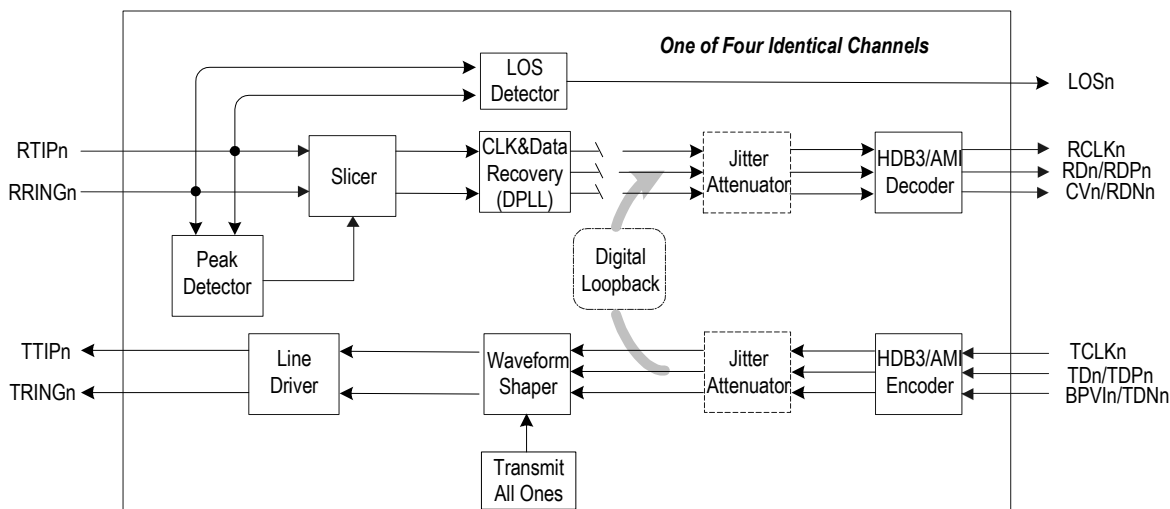 One of Four Identical Channels
LOS
Detector
LOSn
RTIPn
RRINGn
Slicer
CLK&Data
Recovery
(DPLL)
Jitter
Attenuator
HDB3/AMI
Decoder
RCLKn
RDn/RDPn
CVn/RDNn
Peak
Detector
Digital
Loopback
TTIPn
TRINGn
Line
Driver
Waveform
Shaper
Jitter
Attenuator
HDB3/AMI
Encoder
TCLKn
TDn/TDPn
BPVIn/TDNn
Transmit
All Ones